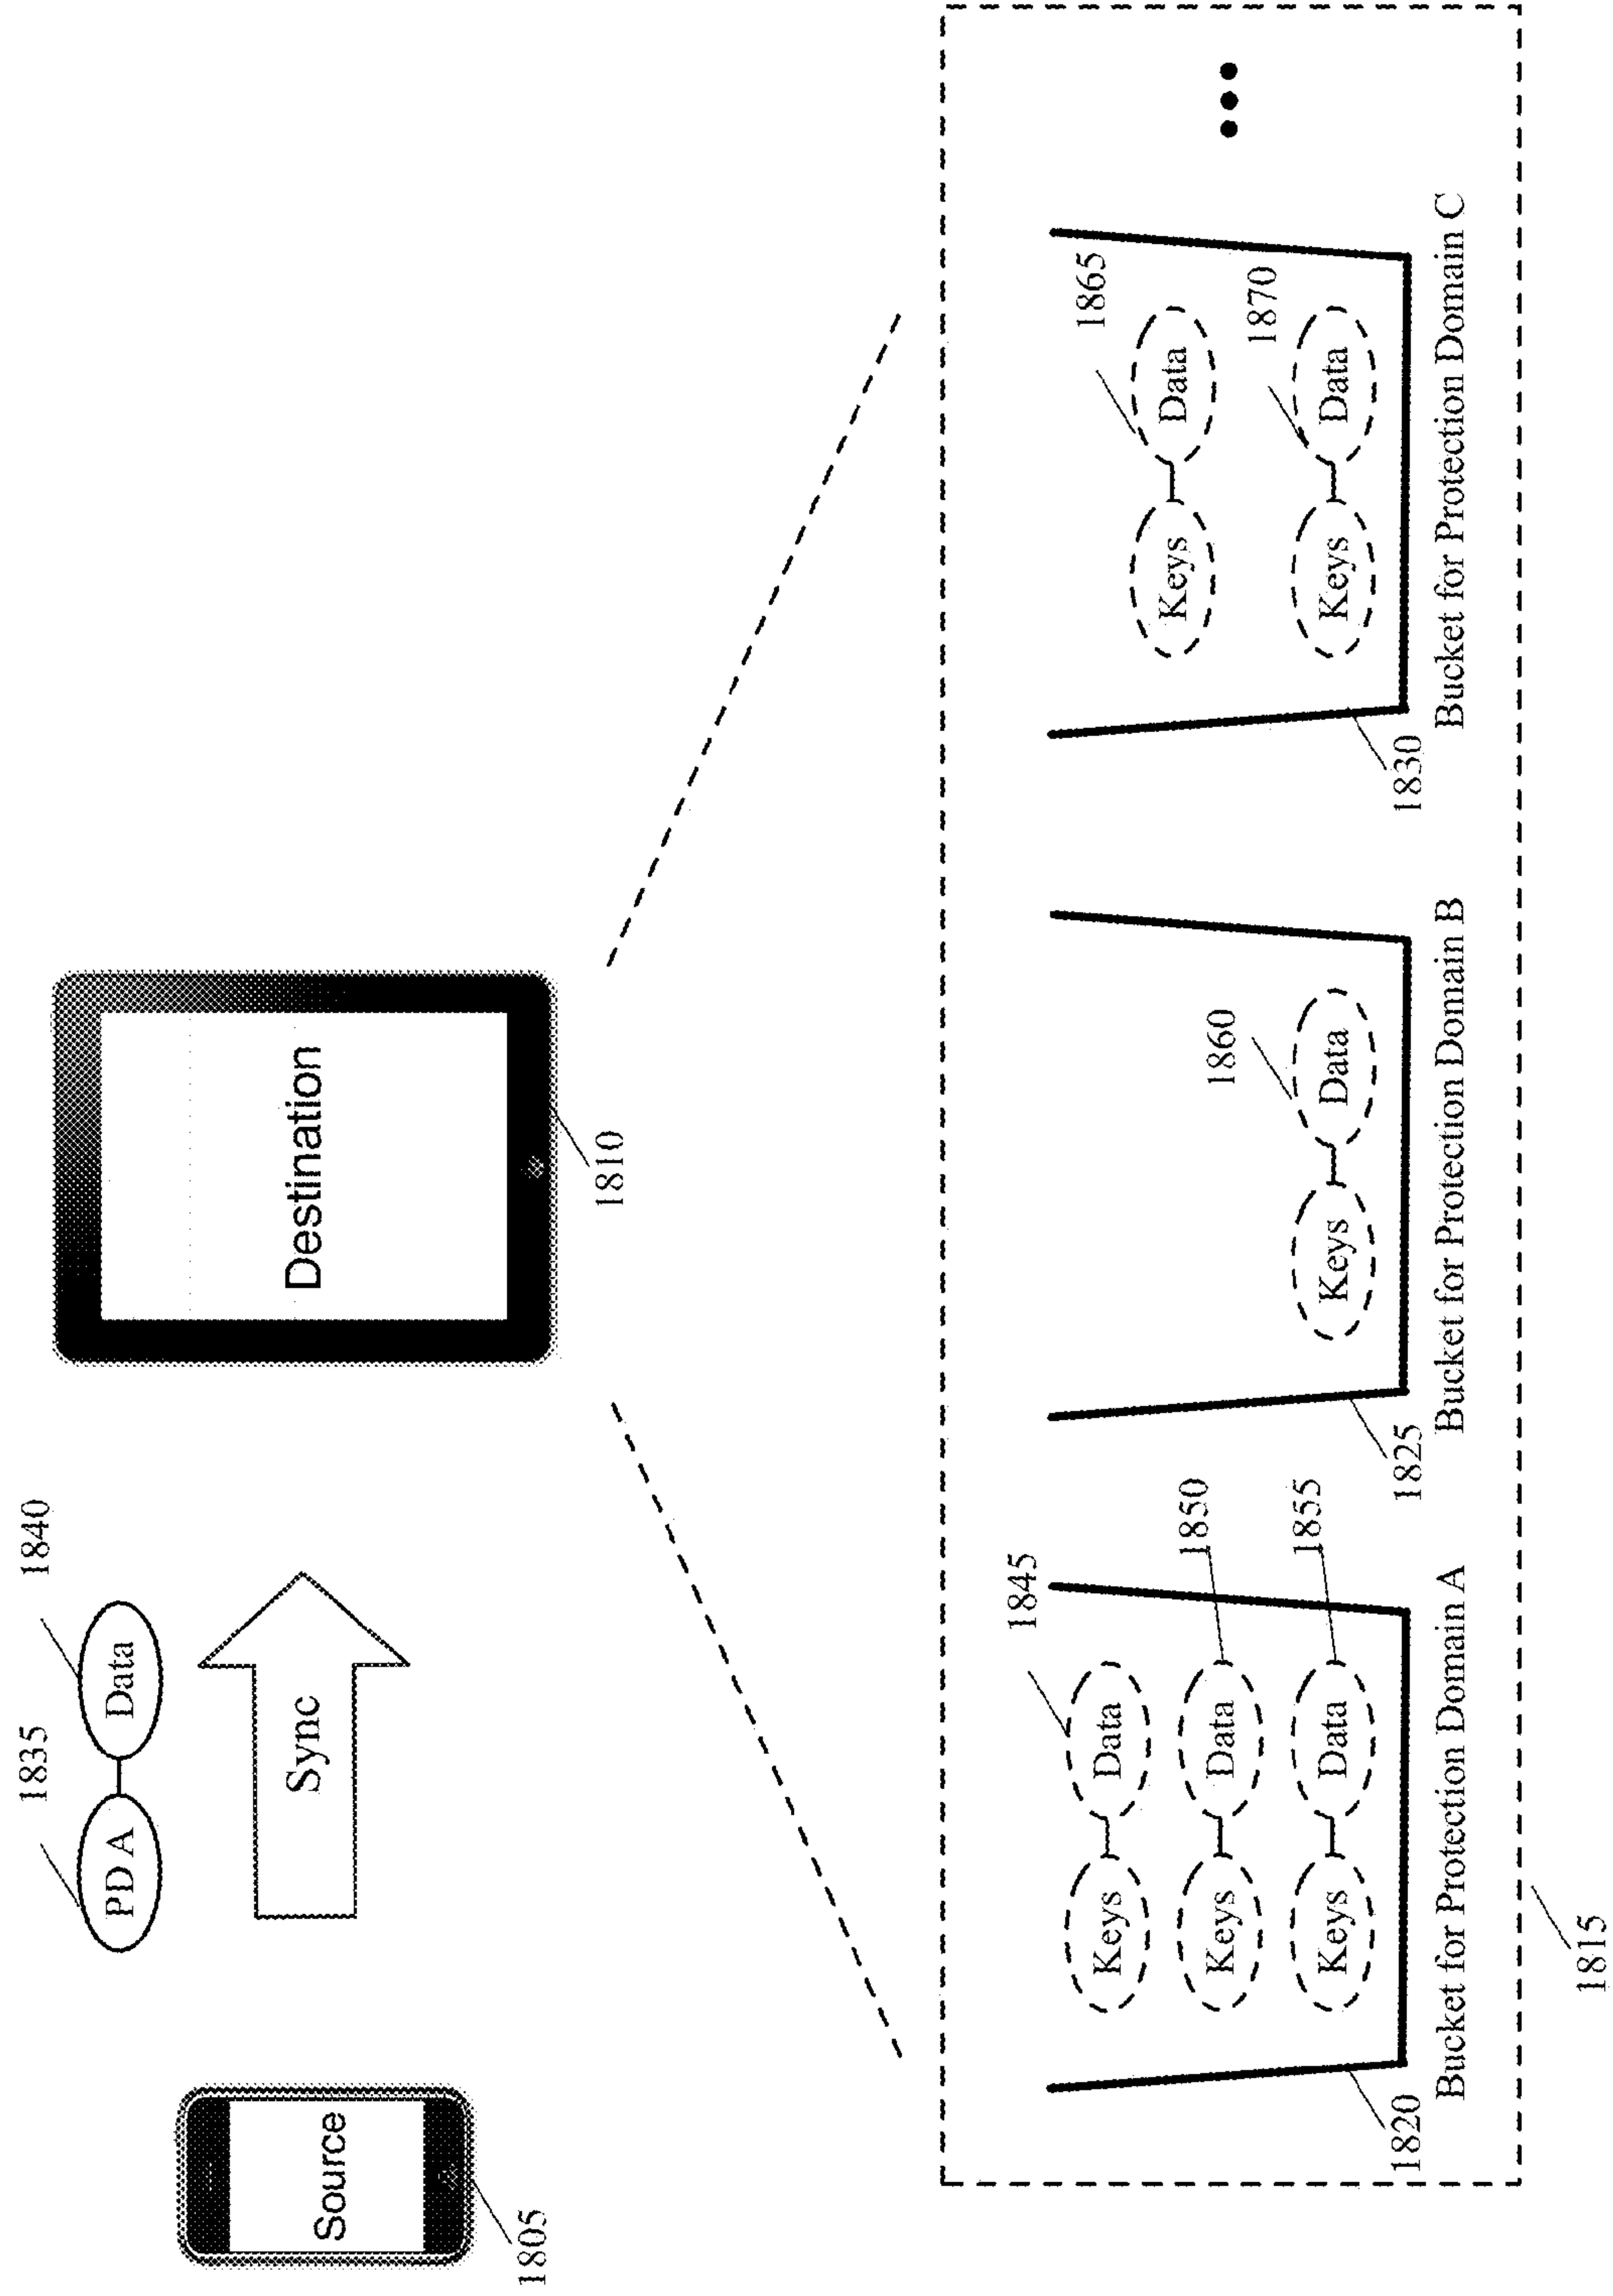 1835
1840
PD A
Data
Source
Sync
Destination
1805
1810
1845
1850
1855
Keys
Data
Keys
Data
Keys
Data
1820
Bucket for Protection Domain A
1860
Keys
Data
1825
Bucket for Protection Domain B
1865
Keys
Data
1870
Keys
Data
1830
Bucket for Protection Domain C
1815